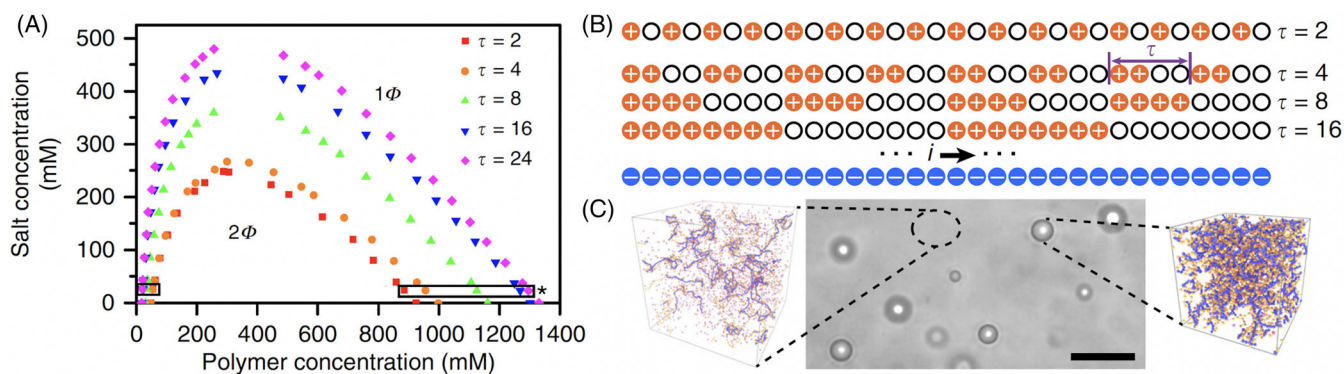 (A)
500
400
300
200
100
0
Salt concentration
(mM)
τ = 2
τ = 4
τ = 8
τ = 16
τ = 24
1Φ
2Φ
*
0 200 400 600 800 1000 1200 1400
Polymer concentration (mM)
(B)
τ = 2
τ
τ = 4
τ = 8
τ = 16
··· i ···
(C)